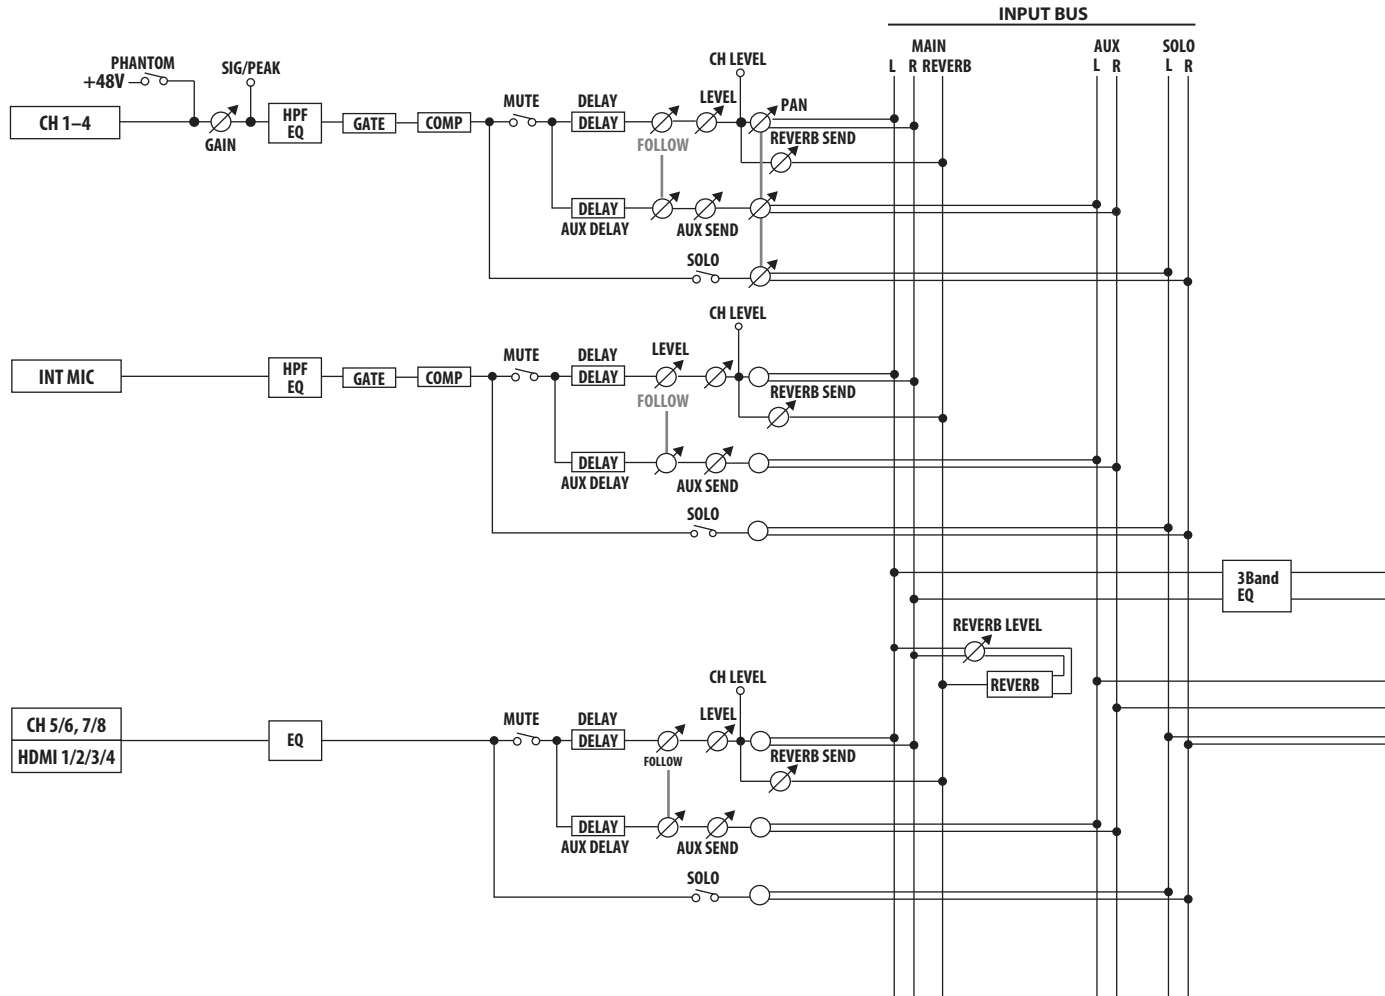 INPUT BUS
MAIN AUX SOLO
L R REVERB L R L R
PHANTOM
+48V
SIG/PEAK
CH 1–4
GAIN
HPF
EQ
GATE
COMP
MUTE
DELAY
DELAY
FOLLOW
LEVEL
CH LEVEL
PAN
REVERB SEND
DELAY
AUX DELAY
AUX SEND
SOLO
CH LEVEL
INT MIC
HPF
EQ
GATE
COMP
MUTE
DELAY
DELAY
LEVEL
FOLLOW
REVERB SEND
DELAY
AUX DELAY
AUX SEND
SOLO
3Band
EQ
REVERB LEVEL
REVERB
CH LEVEL
CH 5/6, 7/8
HDMI 1/2/3/4
EQ
MUTE
DELAY
DELAY
FOLLOW
LEVEL
REVERB SEND
DELAY
AUX DELAY
AUX SEND
SOLO